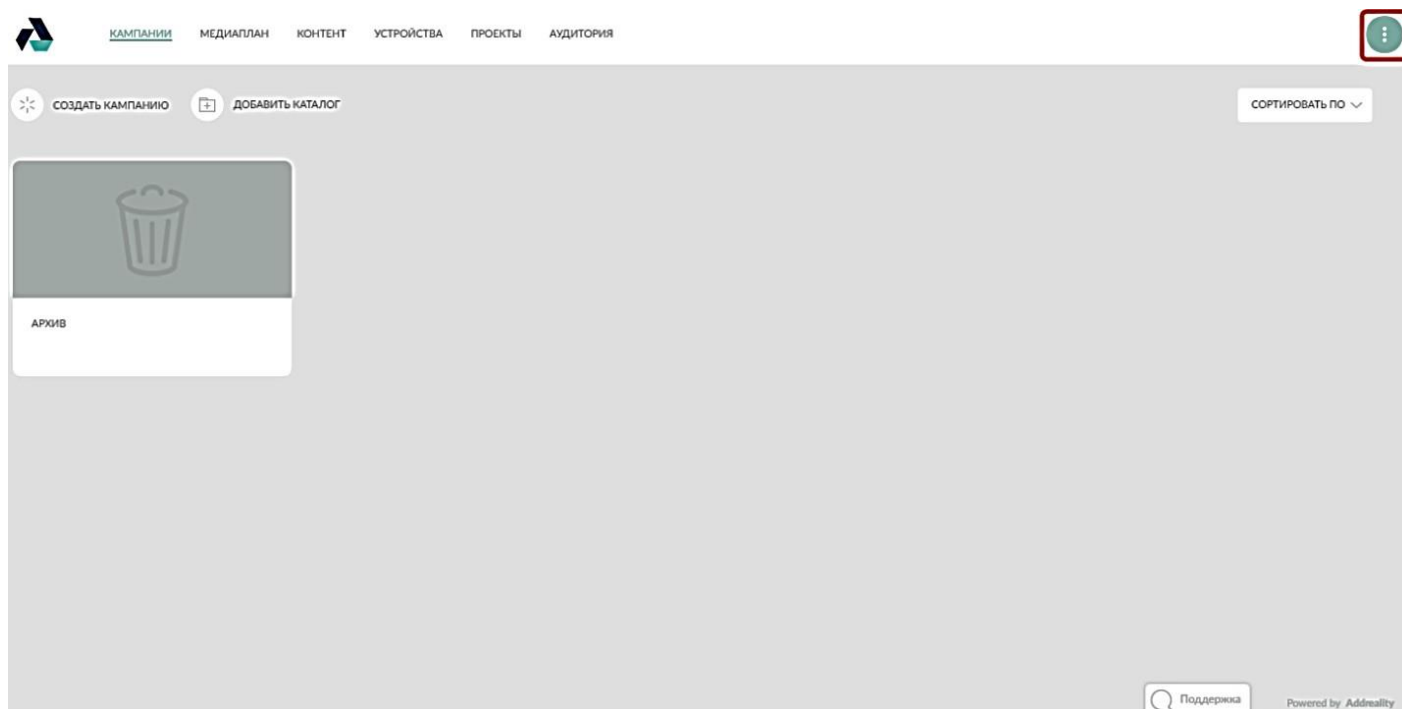 КАМПАНИИ МЕДИАПЛАН КОНТЕНТ УСТРОЙСТВА ПРОЕКТЫ АУДИТОРИЯ
СОЗДАТЬ КАМПАНИЮ ДОБАВИТЬ КАТАЛОГ СОРТИРОВАТЬ ПО
АРХИВ
Поддержка Powered by Addreality